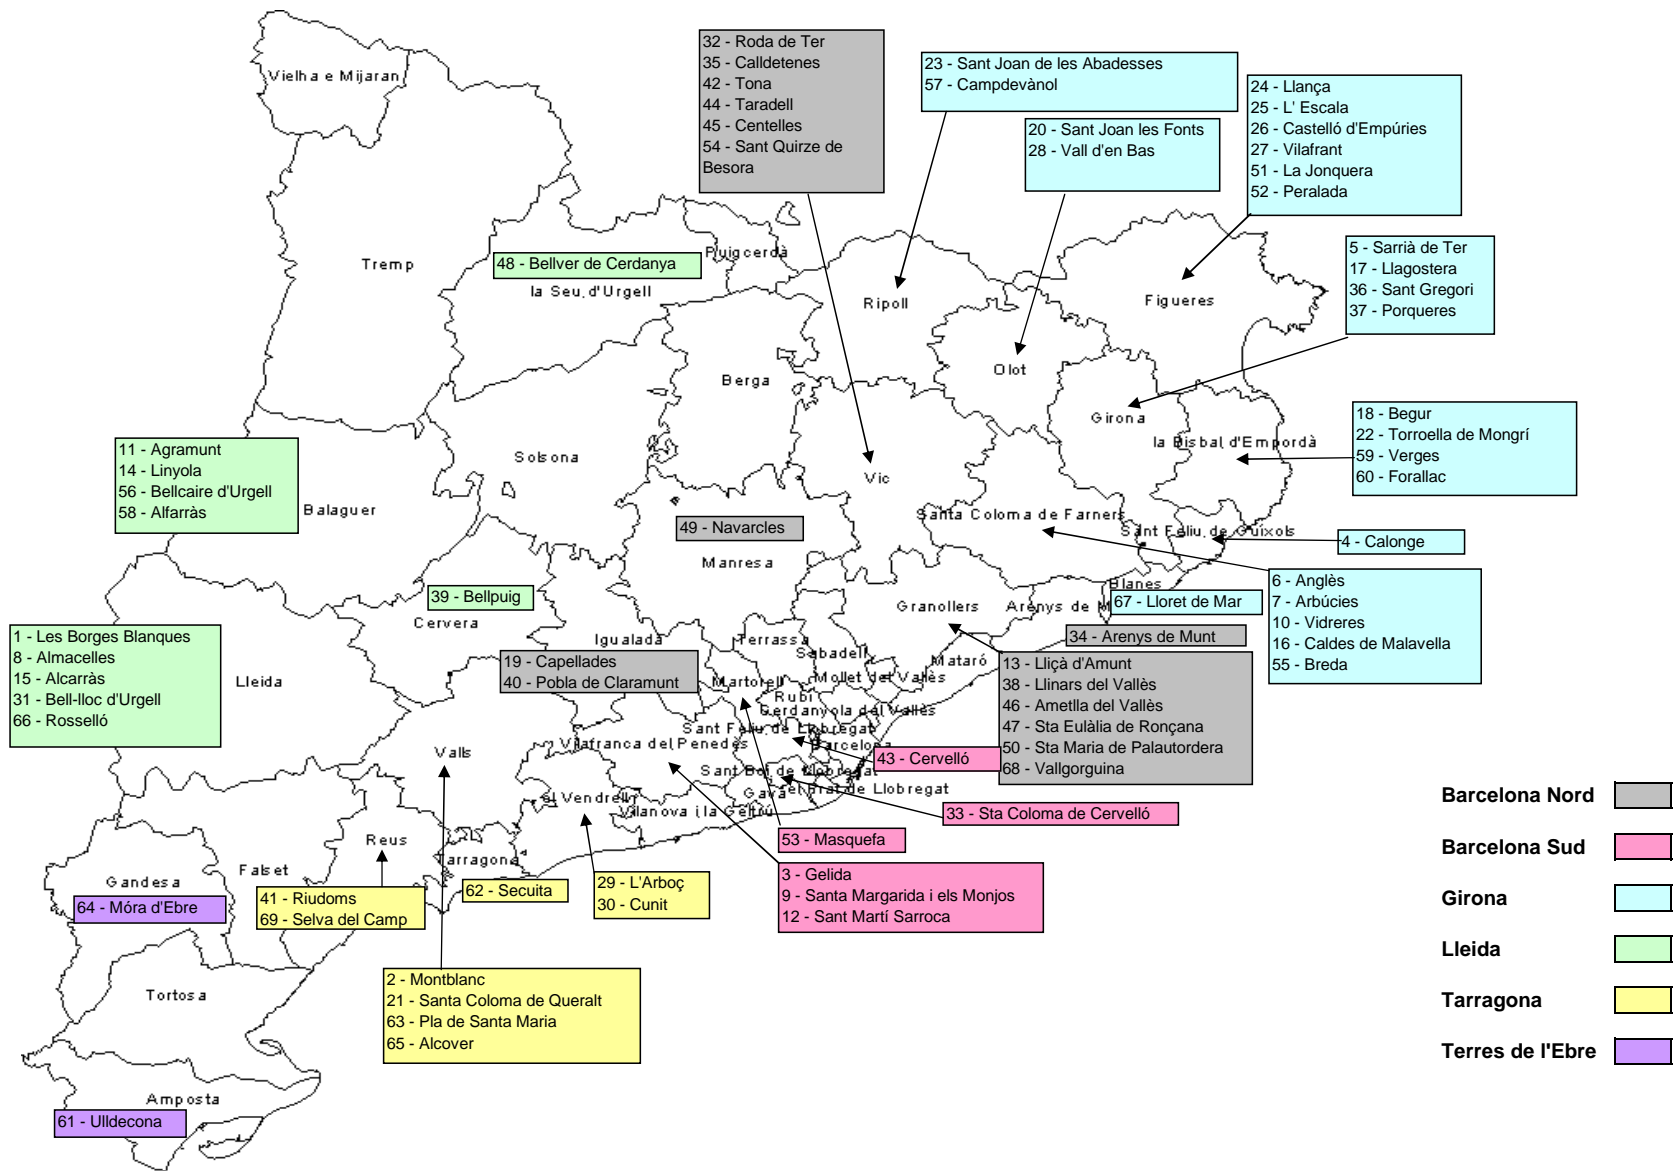 32 - Roda de Ter
35 - Calldetenes
42 - Tona
44 - Taradell
45 - Centelles
54 - Sant Quirze de
Besora
23 - Sant Joan de les Abadesses
57 - Campdevànol
20 - Sant Joan les Fonts
28 - Vall d'en Bas
24 - Llança
25 - L' Escala
26 - Castelló d'Empúries
27 - Vilafrant
51 - La Jonquera
52 - Peralada
5 - Sarrià de Ter
17 - Llagostera
36 - Sant Gregori
37 - Porqueres
Vielha e Mijaran
Tremp
48 - Bellver de Cerdanya
la Seu d'Urgell
Puigcerdà
Ripoll
Figueres
Olot
Berga
Girona
la Bisbal d'Empordà
18 - Begur
22 - Torroella de Mongrí
59 - Verges
60 - Forallac
11 - Agramunt
14 - Linyola
56 - Bellcaire d'Urgell
58 - Alfarràs
Balaguer
Solsona
Vic
49 - Navarcles
Manresa
Santa Coloma de Farners
Sant Feliu de Guíxols
4 - Calonge
6 - Anglès
7 - Arbúcies
10 - Vidreres
16 - Caldes de Malavella
55 - Breda
39 - Bellpuig
Cervera
Igualada
Blanes
67 - Lloret de Mar
Granollers
Arenys de M
34 - Arenys de Munt
1 - Les Borges Blanques
8 - Almacelles
15 - Alcarràs
31 - Bell-lloc d'Urgell
66 - Rosselló
Lleida
19 - Capellades
40 - Pobla de Claramunt
Terrassa
Sabadell
Mataró
Martorell
Mollet del Vallès
Rubí
Cerdanyola del Vallès
13 - Lliçà d'Amunt
38 - Llinars del Vallès
46 - Ametlla del Vallès
47 - Sta Eulàlia de Ronçana
50 - Sta Maria de Palautordera
68 - Vallgorguina
Sant Feliu de Llobregat
Vilafranca del Penedès
Barcelona
43 - Cervelló
Sant Boi de Llobregat
Gavà
el Prat de Llobregat
Valls
el Vendrell
Vilanova i la Geltrú
33 - Sta Coloma de Cervelló
53 - Masquefa
Reus
Tarragona
Falset
Gandesa
64 - Móra d'Ebre
41 - Riudoms
69 - Selva del Camp
62 - Secuita
29 - L'Arboç
30 - Cunit
3 - Gelida
9 - Santa Margarida i els Monjos
12 - Sant Martí Sarroca
2 - Montblanc
21 - Santa Coloma de Queralt
63 - Pla de Santa Maria
65 - Alcover
Tortosa
Amposta
61 - Ulldecona
Barcelona Nord
Barcelona Sud
Girona
Lleida
Tarragona
Terres de l'Ebre